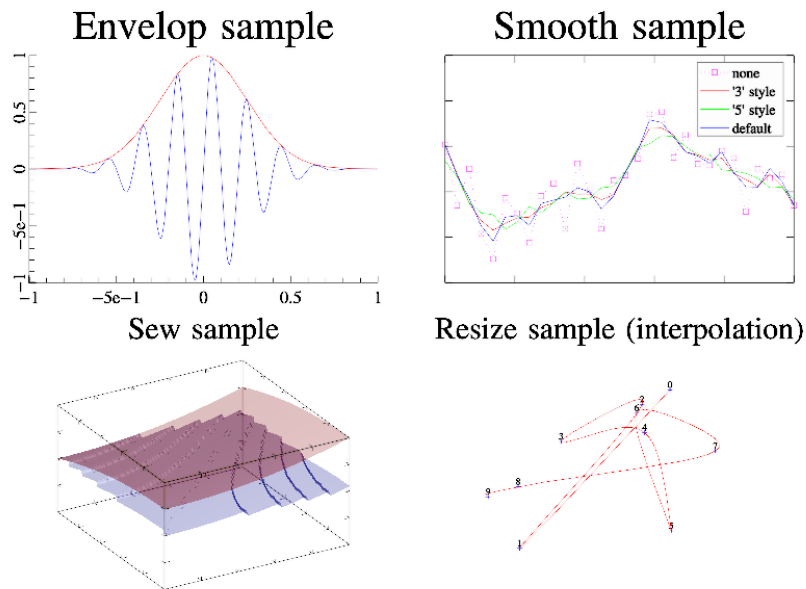 Envelop sample
Smooth sample
1
0.5
0
−5e-1
−1
−1
−5e-1
0
0.5
1
none
'3' style
'5' style
default
Sew sample
Resize sample (interpolation)
0
2
6
4
3
7
8
9
5
1